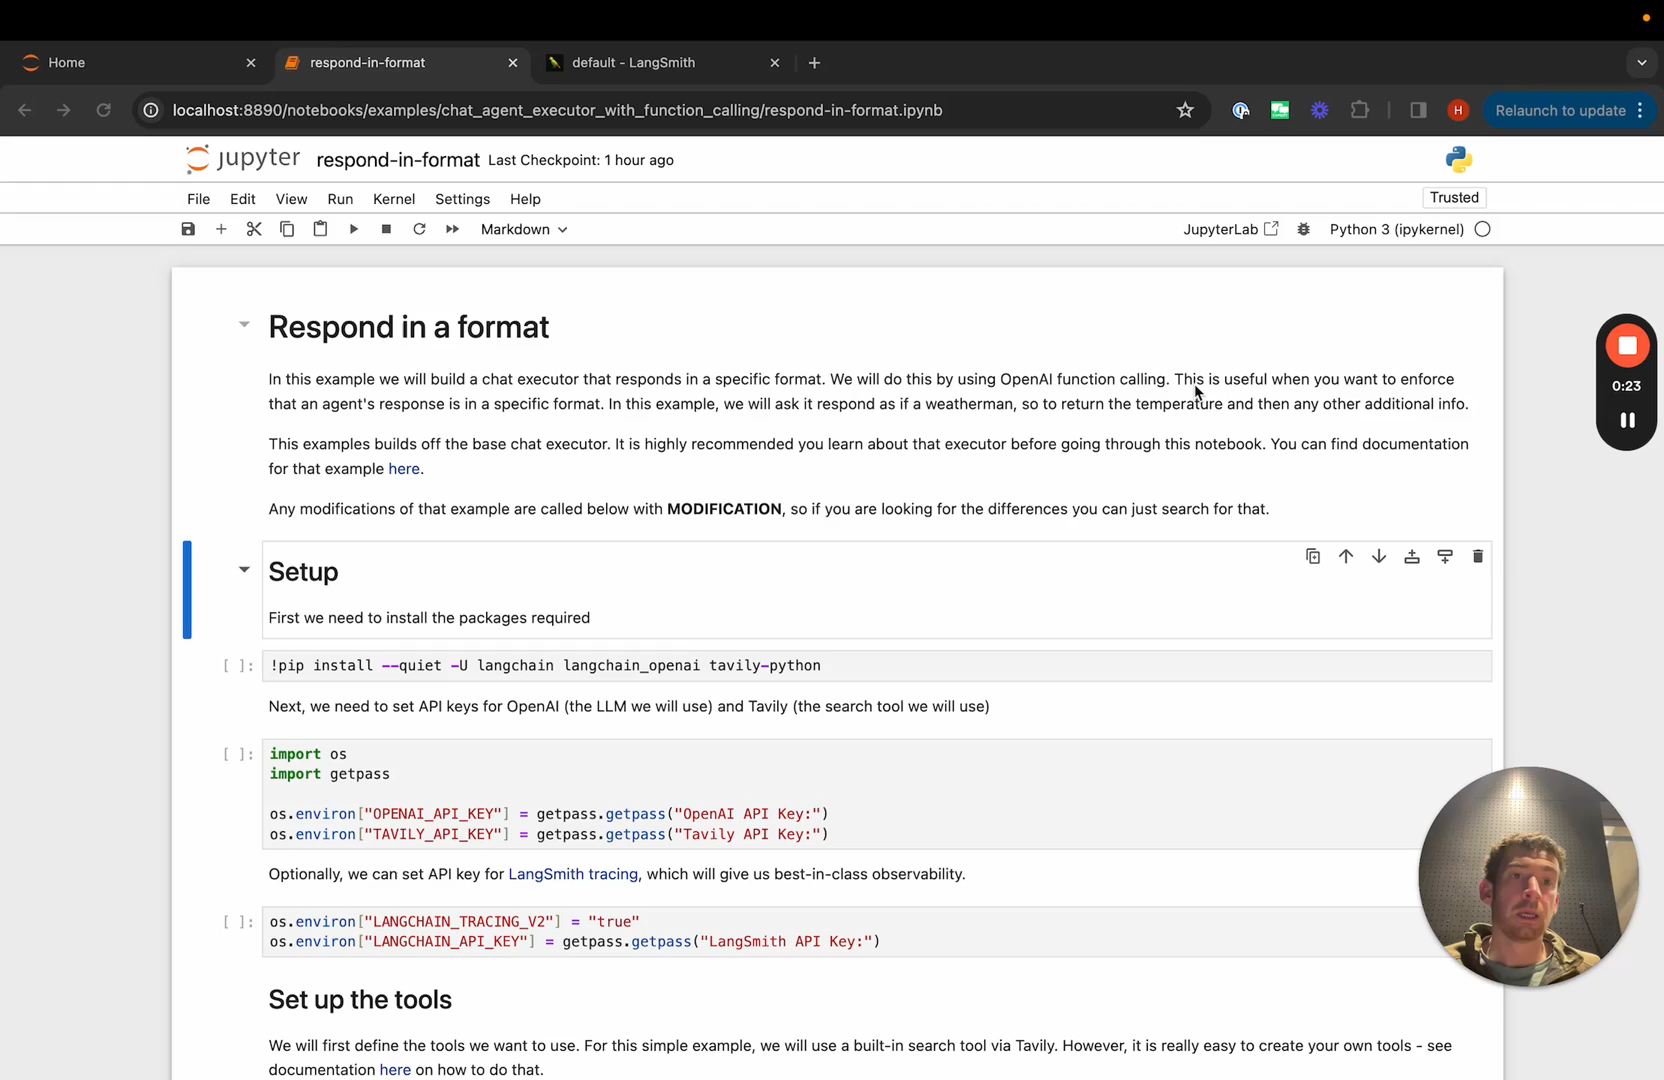 Home
respond-in-format
default - LangSmith
localhost:8890/notebooks/examples/chat_agent_executor_with_function_calling/respond-in-format.ipynb
H
Relaunch to update
jupyter
respond-in-format Last Checkpoint: 1 hour ago
File Edit View Run Kernel Settings Help
Trusted
Markdown
JupyterLab
Python 3 (ipykernel)
Respond in a format
In this example we will build a chat executor that responds in a specific format. We will do this by using OpenAI function calling. This is useful when you want to enforce
that an agent's response is in a specific format. In this example, we will ask it respond as if a weatherman, so to return the temperature and then any other additional info.
0:23
This examples builds off the base chat executor. It is highly recommended you learn about that executor before going through this notebook. You can find documentation
for that example here.
Any modifications of that example are called below with MODIFICATION, so if you are looking for the differences you can just search for that.
Setup
First we need to install the packages required
[ ]: !pip install --quiet -U langchain langchain_openai tavily-python
Next, we need to set API keys for OpenAI (the LLM we will use) and Tavily (the search tool we will use)
[ ]: import os
import getpass
os.environ["OPENAI_API_KEY"] = getpass.getpass("OpenAI API Key:")
os.environ["TAVILY_API_KEY"] = getpass.getpass("Tavily API Key:")
Optionally, we can set API key for LangSmith tracing, which will give us best-in-class observability.
[ ]: os.environ["LANGCHAIN_TRACING_V2"] = "true"
os.environ["LANGCHAIN_API_KEY"] = getpass.getpass("LangSmith API Key:")
Set up the tools
We will first define the tools we want to use. For this simple example, we will use a built-in search tool via Tavily. However, it is really easy to create your own tools - see
documentation here on how to do that.